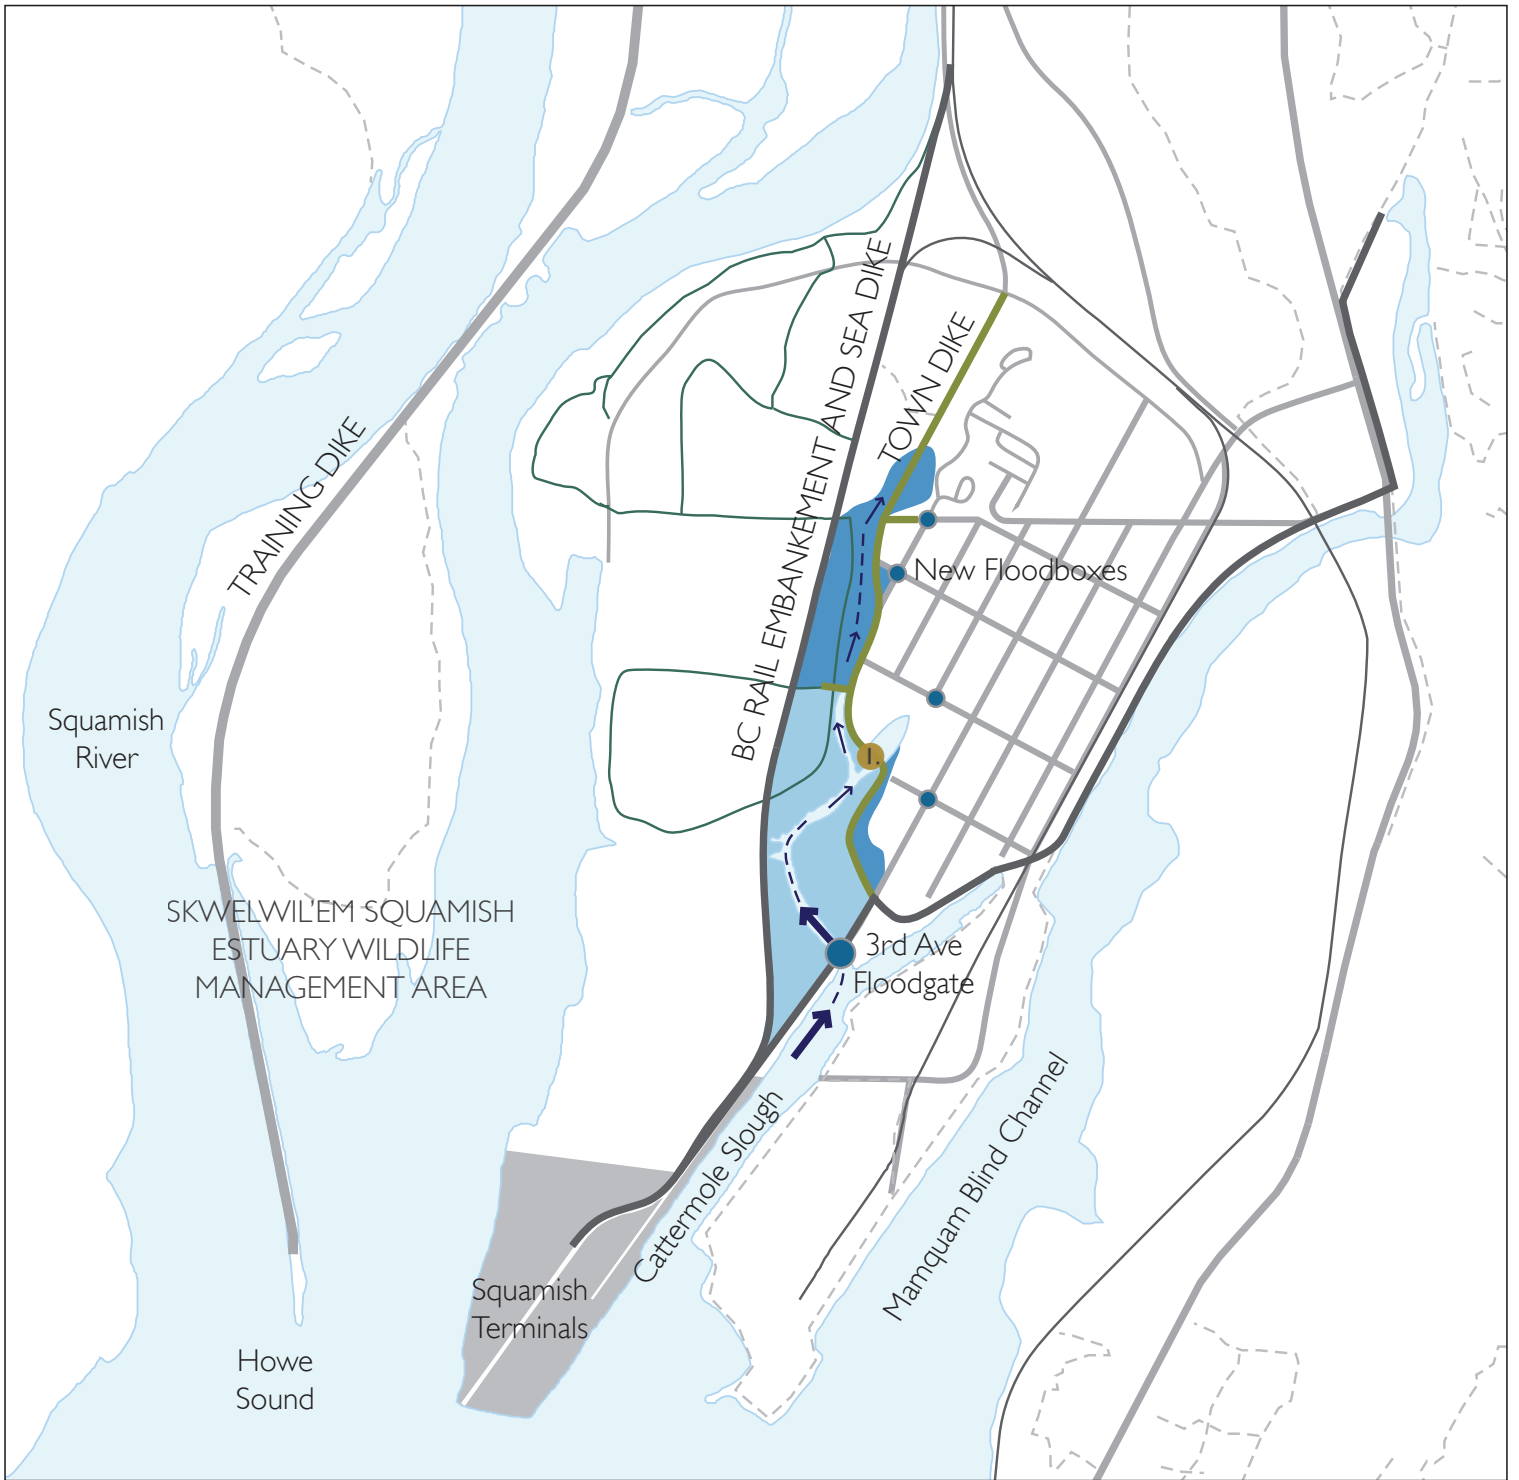 BC RAIL EMBANKEMENT AND SEA DIKE
TOWN DIKE
TRAINING DIKE
New Floodboxes
Squamish
River
1.
SKWELWIL'EM SQUAMISH
ESTUARY WILDLIFE
MANAGEMENT AREA
3rd Ave
Floodgate
Cattermole Slough
Mamquam Blind Channel
Squamish
Terminals
Howe
Sound